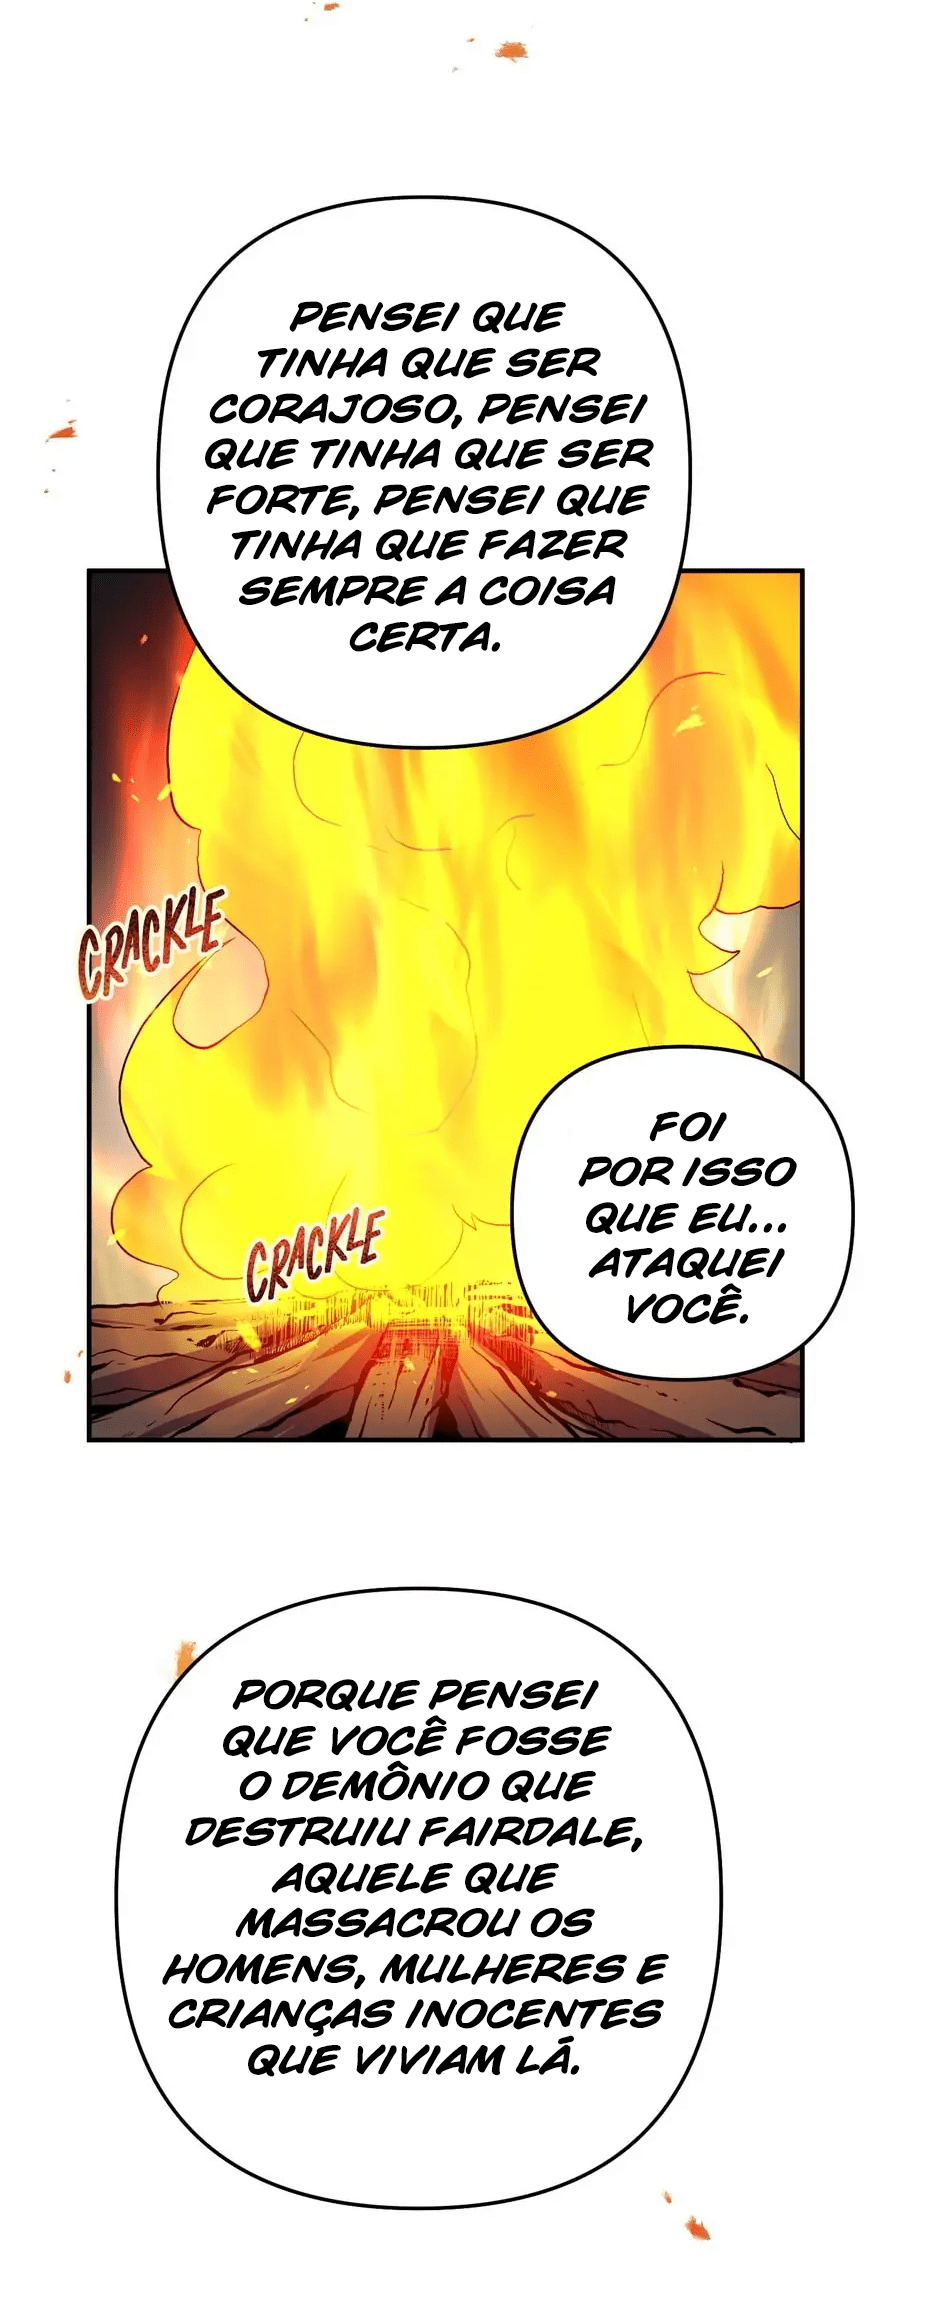 PENSEI QUE
TINHA QUE SER
CORAJOSO, PENSEI
QUE TINHA QUE SER
FORTE, PENSEI QUE
TINHA QUE FAZER
SEMPRE A COISA
CERTA.
CRACKLE
FOI
POR ISSO
QUE EU...
ATAQUEI
VOCÊ.
CRACKLE
PORQUE PENSEI
QUE VOCÊ FOSSE
O DEMÔNIO QUE
DESTRUIU FAIRDALE,
AQUELE QUE
MASSACROU OS
HOMENS, MULHERES E
CRIANÇAS INOCENTES
QUE VIVIAM LÁ.